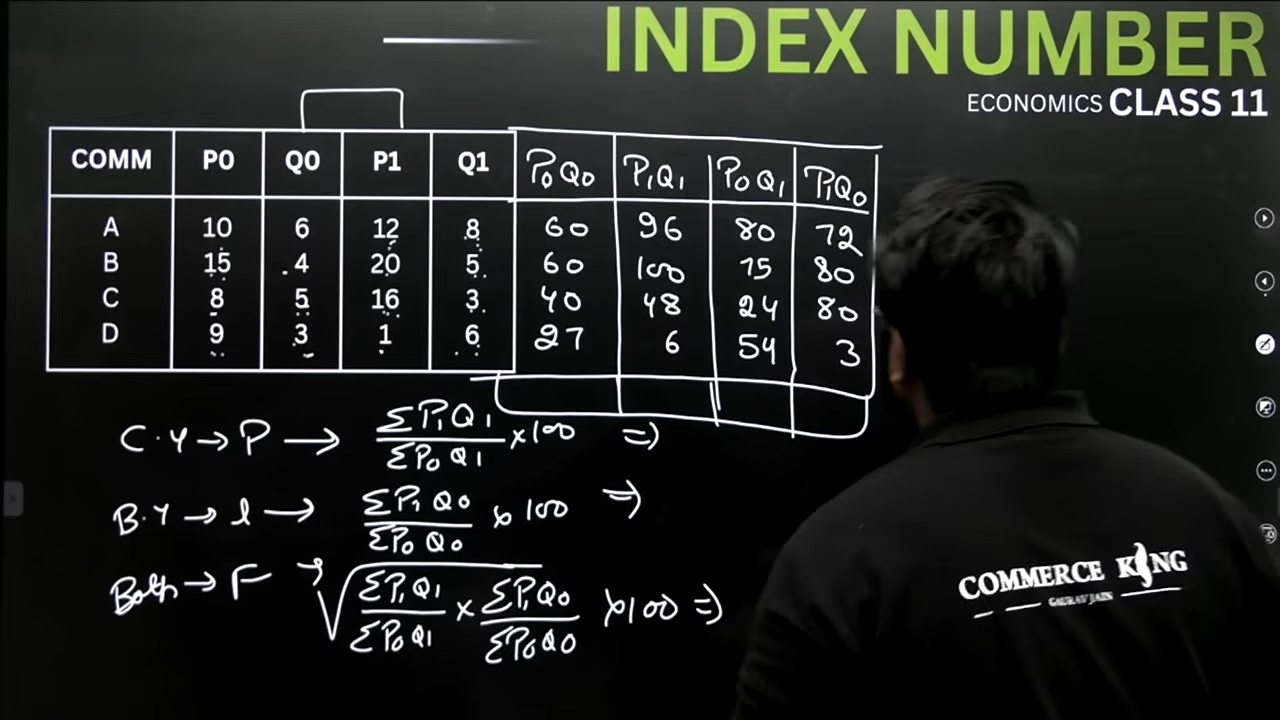 INDEX NUMBER
ECONOMICS CLASS 11
COMM P0 Q0 P1 Q1 P₀Q₀ P₁Q₁ P₀Q₁ P₁Q₀
A 10 6 12 8 60 96 80 72
B 15 4 20 5 60 100 75 80
C 8 5 16 3 40 48 24 80
D 9 3 1 6 27 6 54 3
C.Y → P → ΣP₁Q₁ / ΣP₀Q₁ × 100 ⇒
B.Y → l → ΣP₁Q₀ / ΣP₀Q₀ × 100 ⇒
Both → F → √ ΣP₁Q₁ / ΣP₀Q₁ × ΣP₁Q₀ / ΣP₀Q₀ × 100 ⇒
COMMERCE KING
GAURAV JAIN